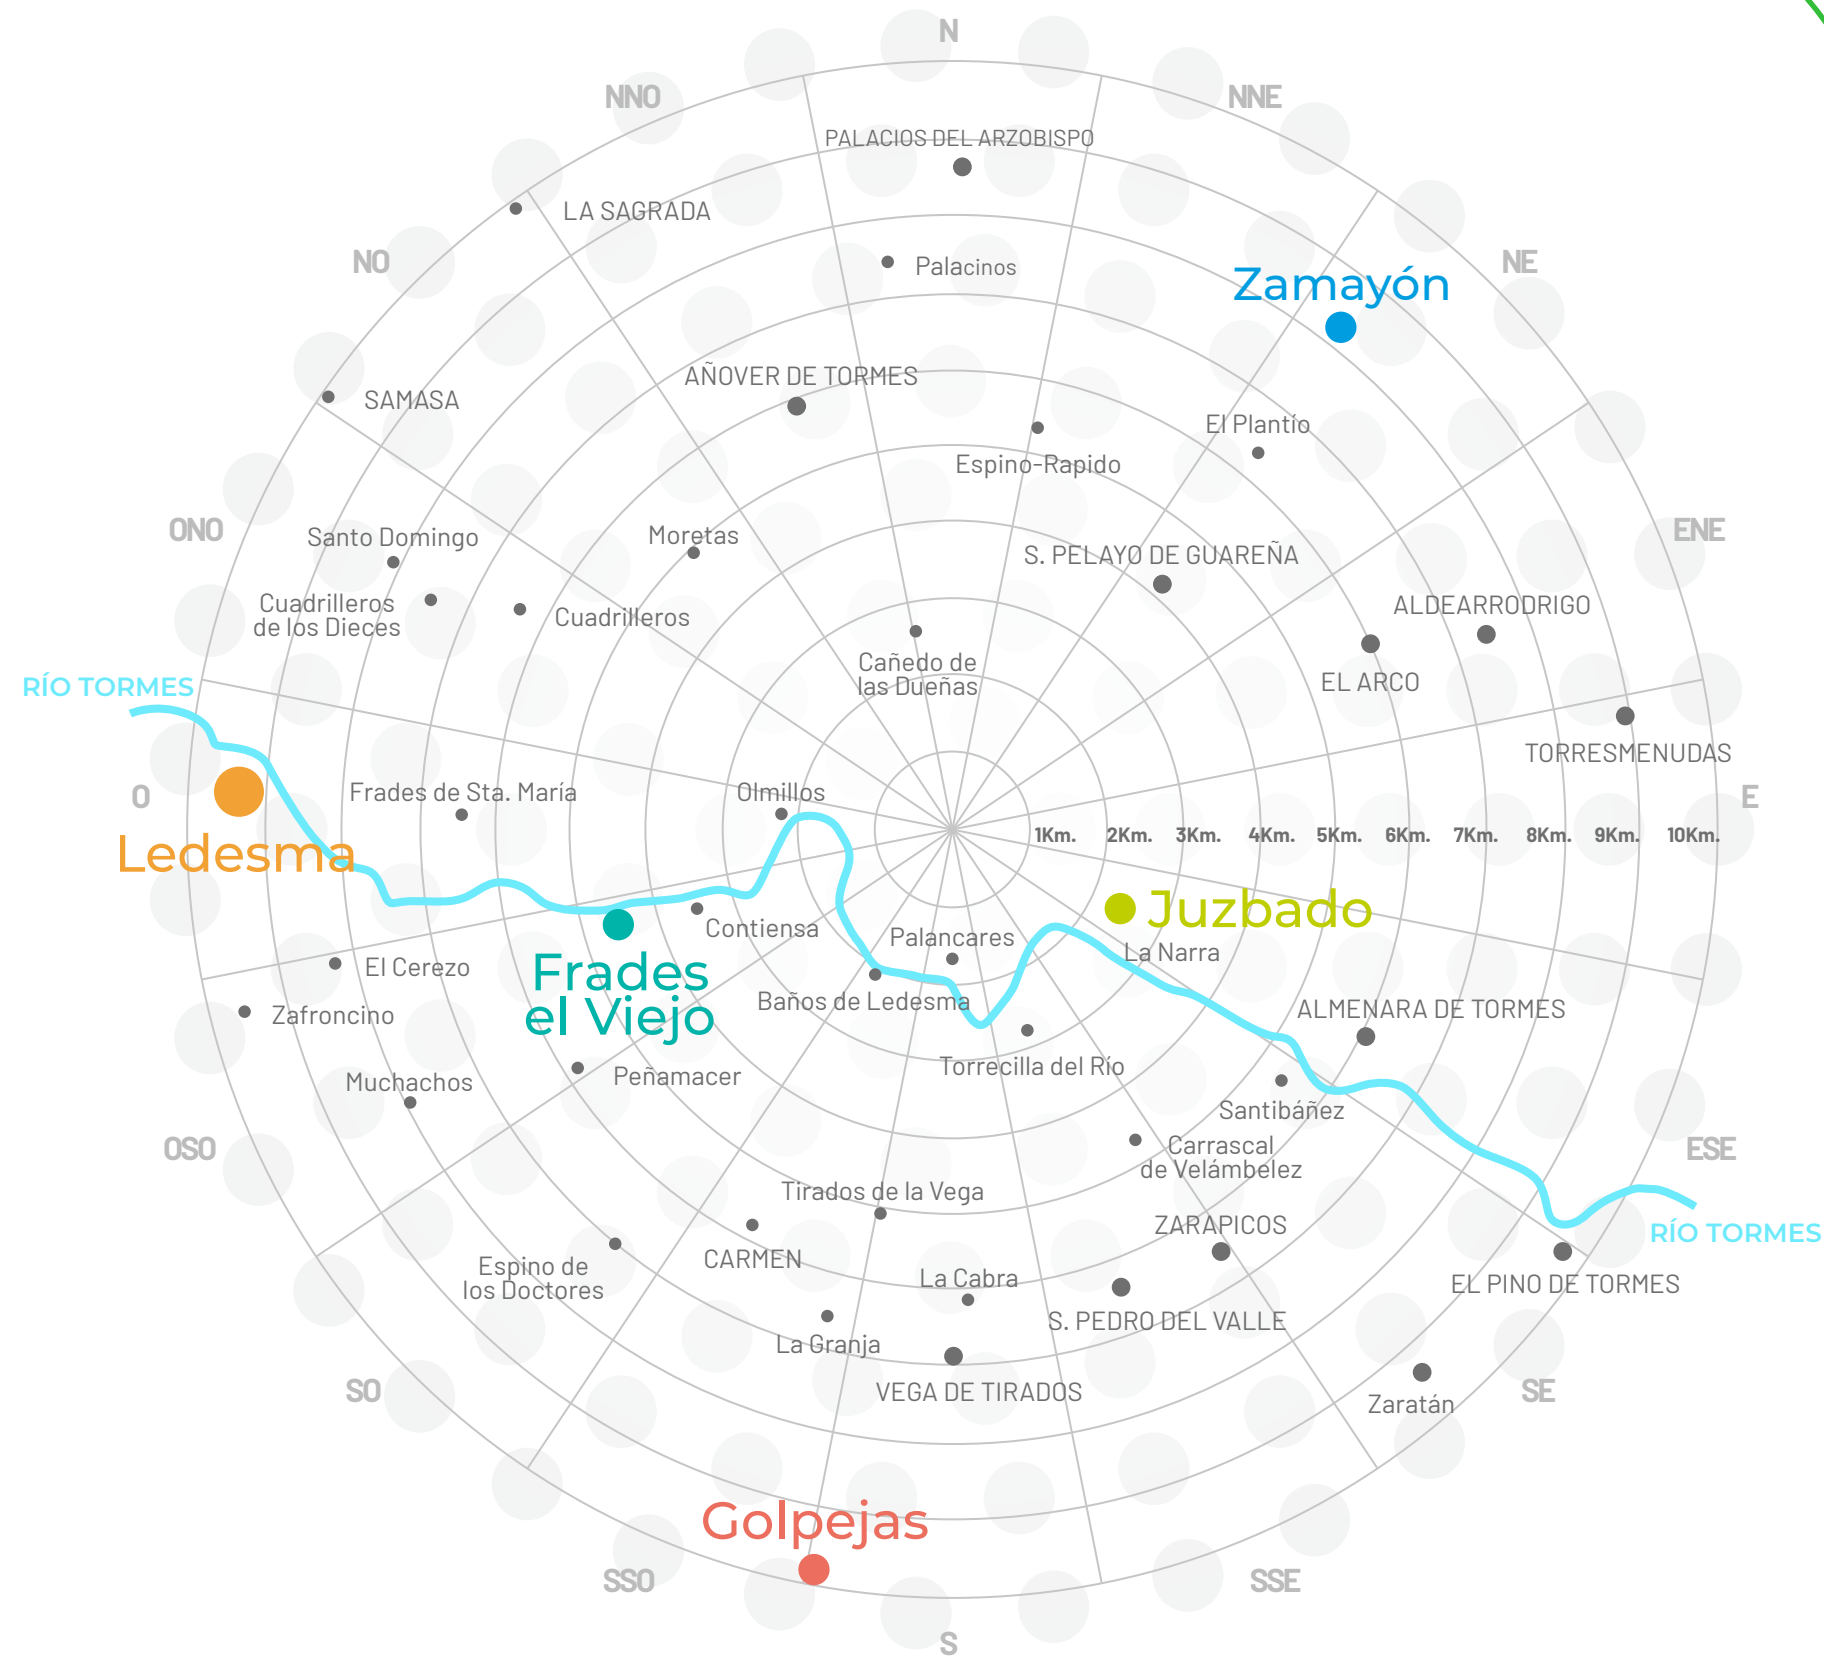 N
NNO
NNE
PALACIOS DEL ARZOBISPO
LA SAGRADA
NO
NE
Palacinos
Zamayón
AÑOVER DE TORMES
SAMASA
El Plantío
Espino-Rapido
ONO
ENE
Santo Domingo
Moretas
S. PELAYO DE GUAREÑA
Cuadrilleros
de los Dieces
Cuadrilleros
ALDEARRODRIGO
Cañedo de
las Dueñas
EL ARCO
RÍO TORMES
TORRESMENUDAS
O
E
Frades de Sta. María
Olmillos
1Km. 2Km. 3Km. 4Km. 5Km. 6Km. 7Km. 8Km. 9Km. 10Km.
Ledesma
Juzbado
Contiensa
Palancares
La Narra
El Cerezo
Frades
el Viejo
Baños de Ledesma
Zafroncino
ALMENARA DE TORMES
Torrecilla del Río
Peñamacer
Muchachos
Santibáñez
OSO
ESE
Carrascal
de Velámbelez
Tirados de la Vega
ZARAPICOS
RÍO TORMES
CARMEN
Espino de
los Doctores
La Cabra
EL PINO DE TORMES
S. PEDRO DEL VALLE
La Granja
VEGA DE TIRADOS
SO
SE
Zaratán
Golpejas
SSO
SSE
S